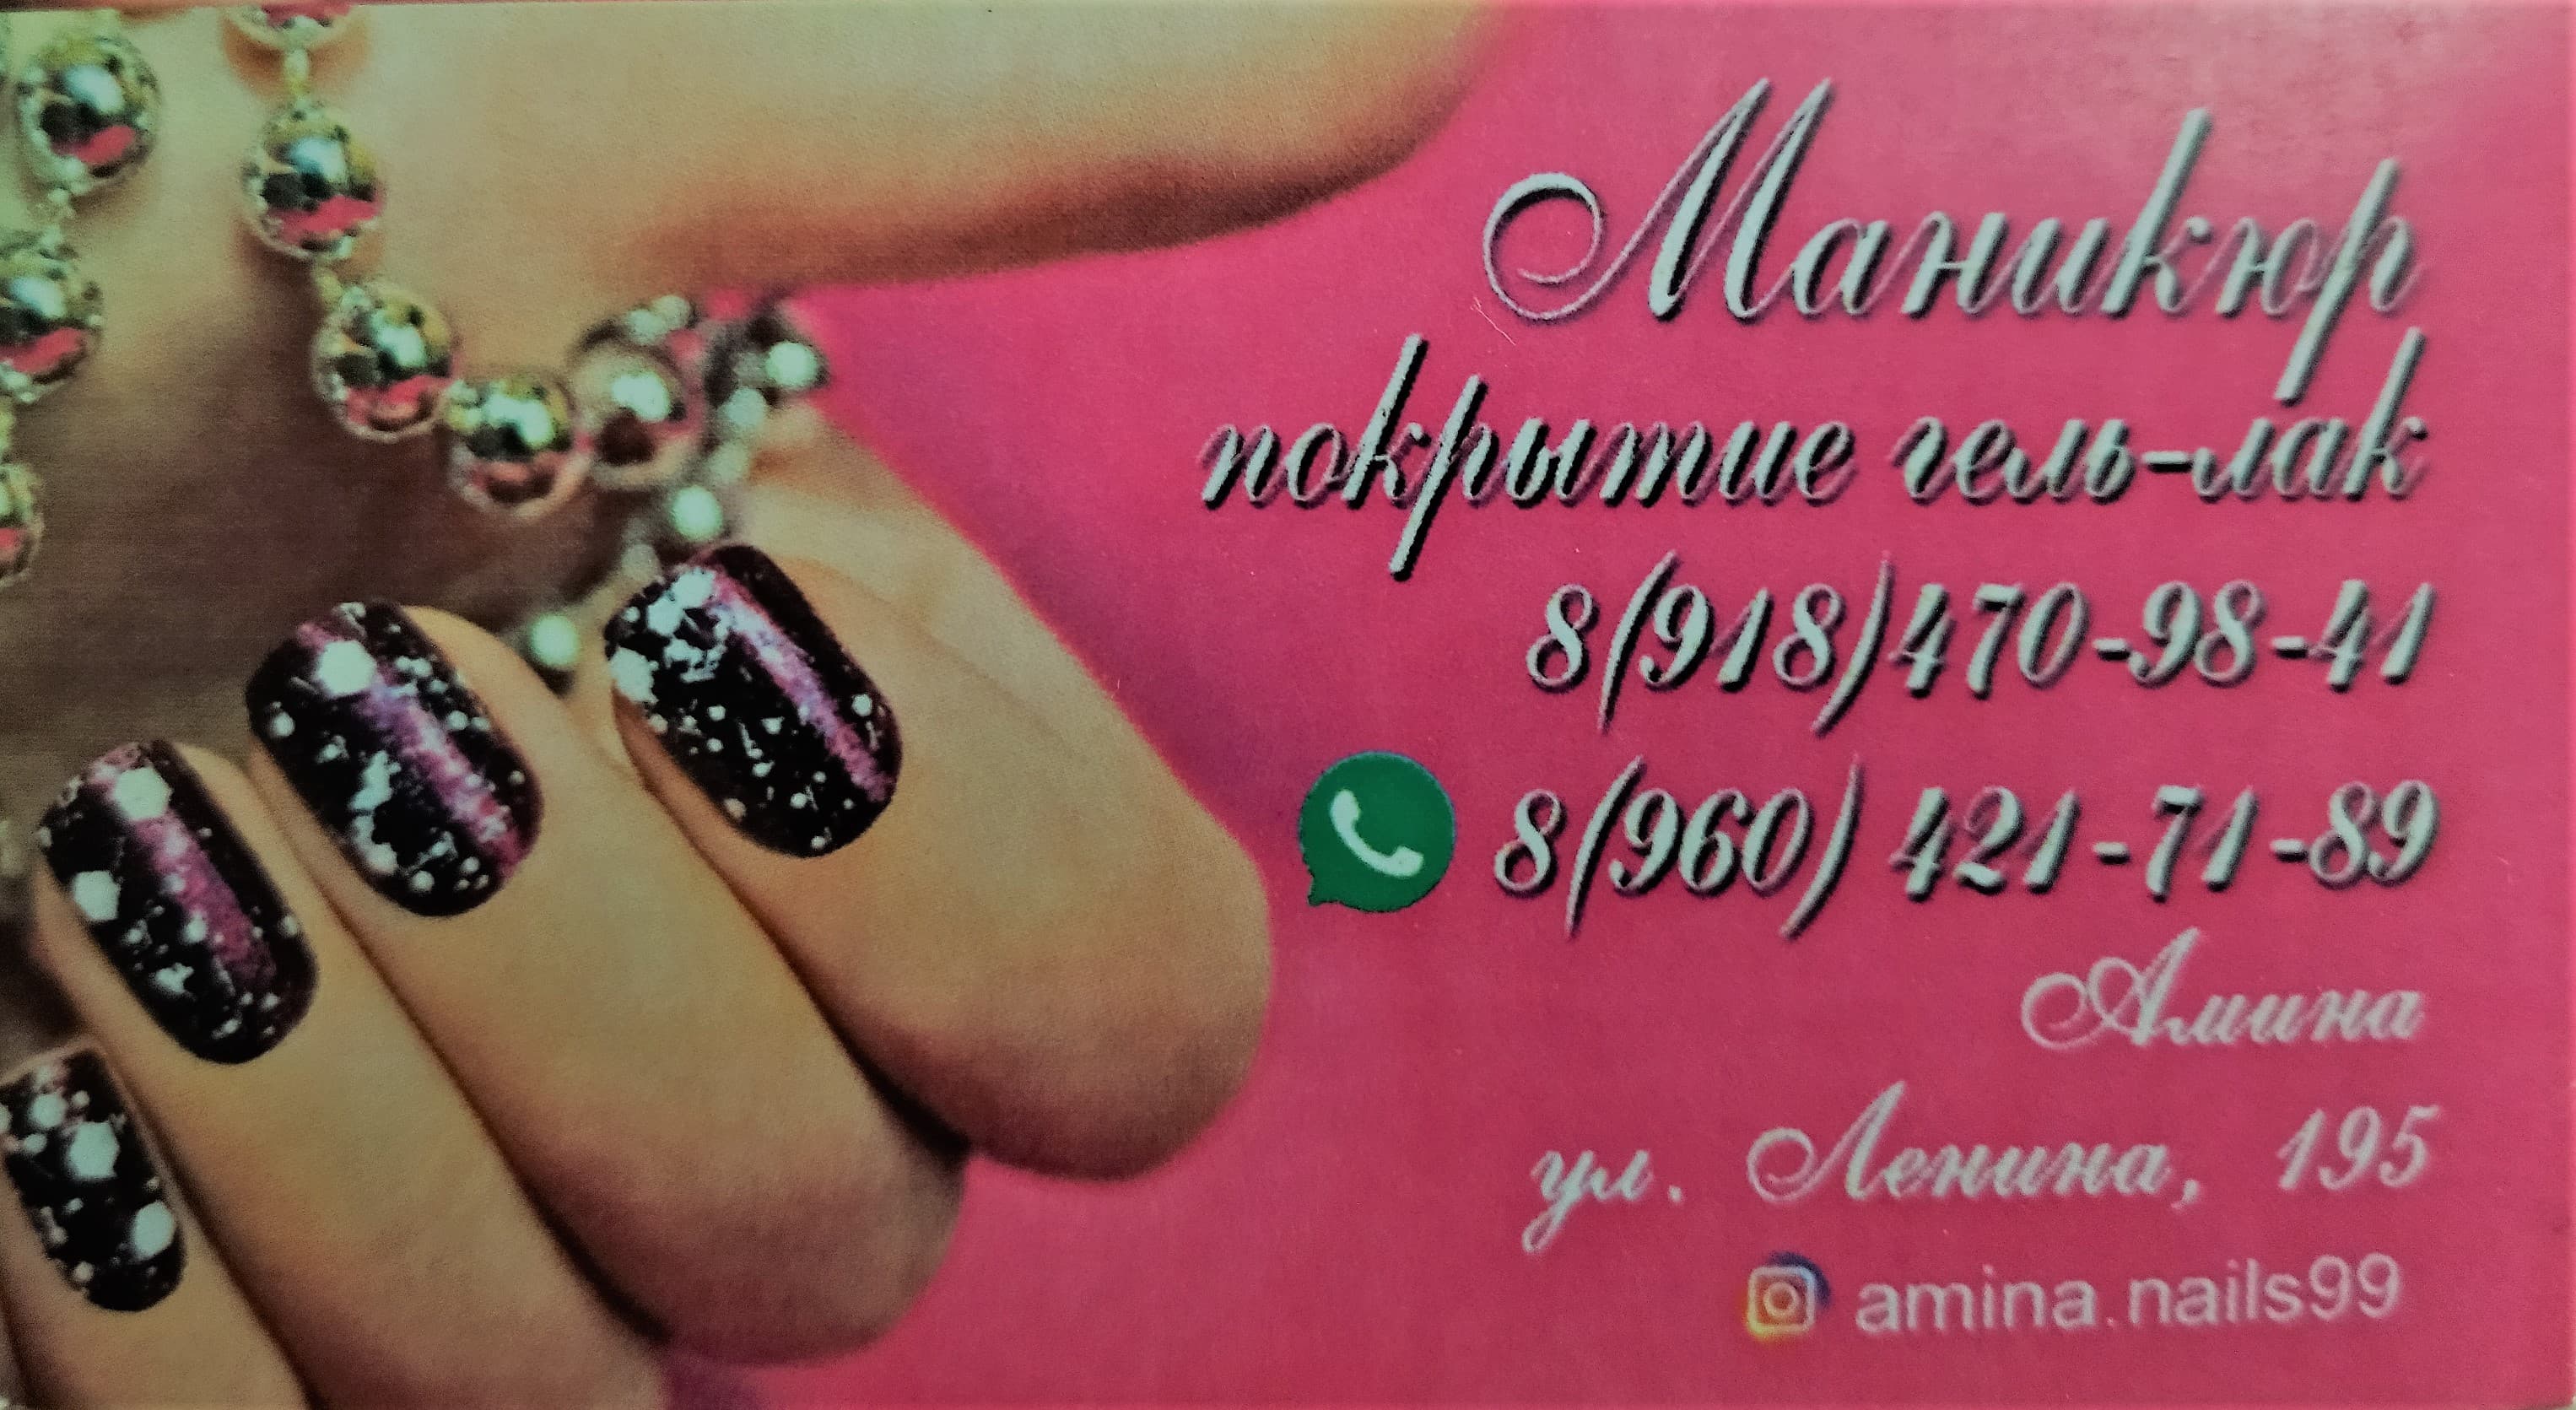 Маникюр
покрытие гель-лак
8(918)470-98-41
8(960) 421-71-89
Амина
ул. Ленина, 195
amina.nails99